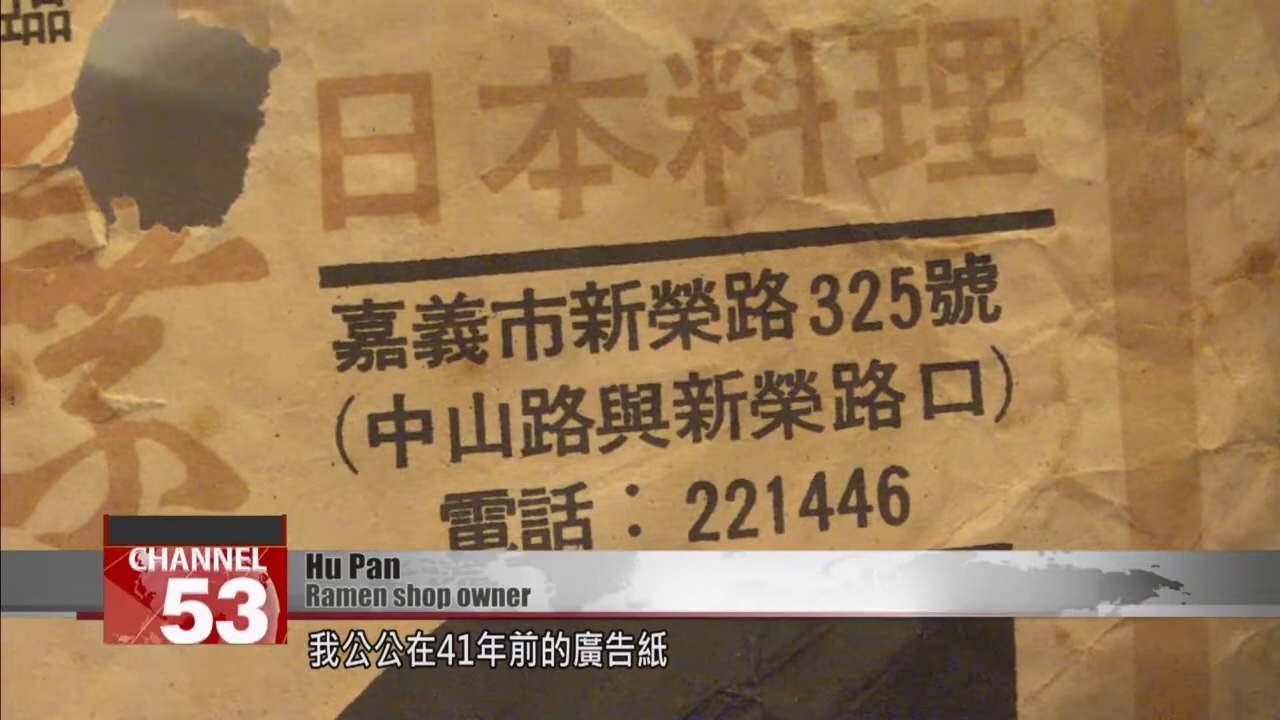 臨
日本料理
嘉義市新榮路325號
(中山路與新榮路口)
電話：221446
CHANNEL
53
Hu Pan
Ramen shop owner
我公公在41年前的廣告紙